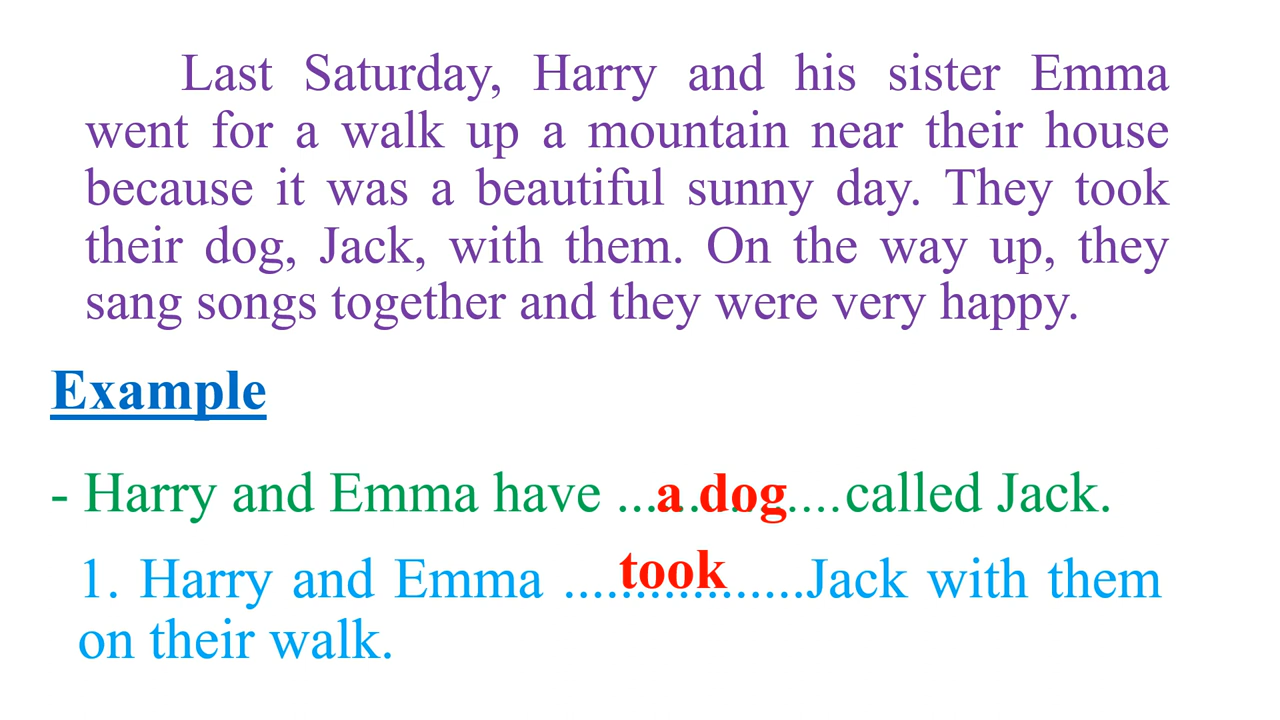 Last Saturday, Harry and his sister Emma
went for a walk up a mountain near their house
because it was a beautiful sunny day. They took
their dog, Jack, with them. On the way up, they
sang songs together and they were very happy.
Example
- Harry and Emma have ...a dog....called Jack.
1. Harry and Emma .................took Jack with them
on their walk.